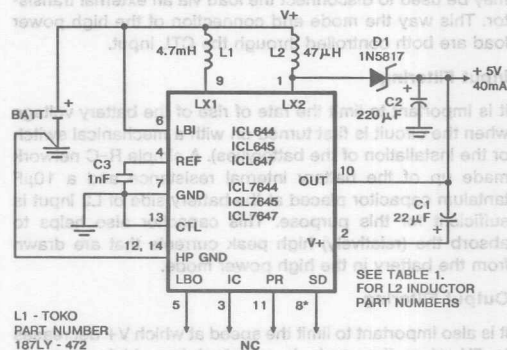 may be used to disconnect the load via an external transis-
tor. This way the mode and connection of the high power
load are both controlled through the CTL input.
V+
4.7mH
L1
L2
47μH
D1
1N5817
+5V
40mA
9
1
LX1
LX2
C2
220μF
BATT
6
LBI
ICL644
ICL645
ICL647
4
REF
C3
1nF
7
GND
OUT
10
ICL7644
ICL7645
ICL7647
13
CTL
C1
22μF
V+
2
12, 14
HP GND
LBO
IC
PR
SD
SEE TABLE 1.
FOR L2 INDUCTOR
PART NUMBERS
5
3
11
8*
L1 - TOKO
PART NUMBER
187LY - 472
NC
It is important to limit the rate of rise of the battery voltage
when the circuit is first turned on with a mechanical switch
(or the installation of the batteries). A simple R-C network
made up of the battery internal resistance and a 10μF
tantalum capacitor placed on the battery side of L1 input is
sufficient for this purpose. This capacitor also helps to
absorb the (relatively) high peak currents that are drawn
from the battery in the high power mode.
It is also important to limit the speed at which V+